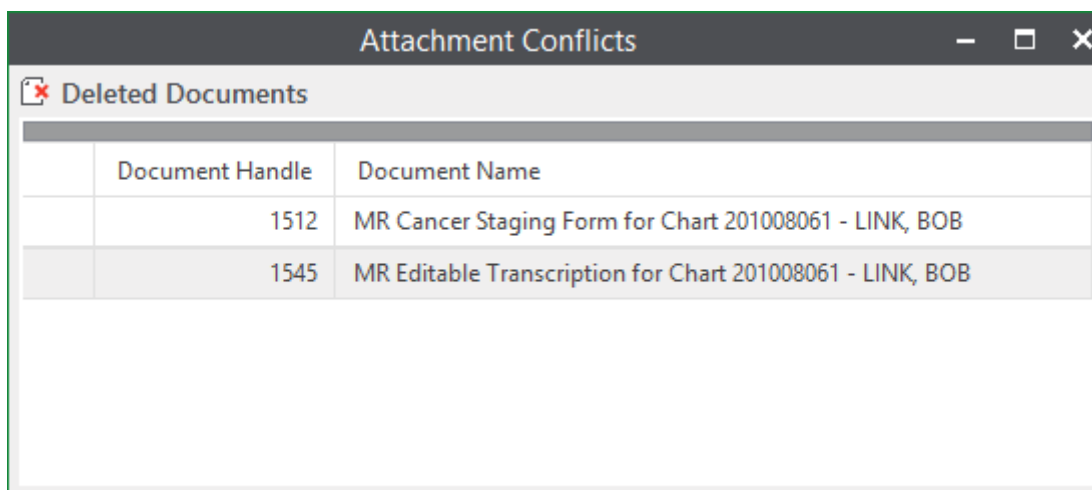 Attachment Conflicts
Deleted Documents
Document Handle Document Name
1512 MR Cancer Staging Form for Chart 201008061 - LINK, BOB
1545 MR Editable Transcription for Chart 201008061 - LINK, BOB